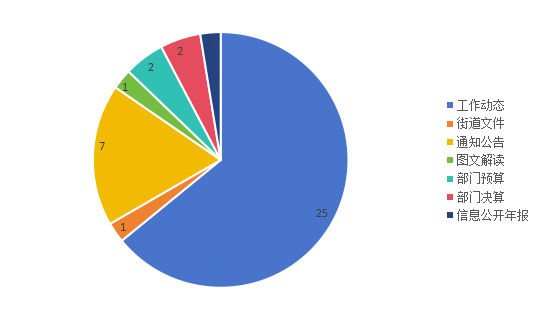 2
2
1
7
1
25
工作动态
街道文件
通知公告
图文解读
部门预算
部门决算
信息公开年报